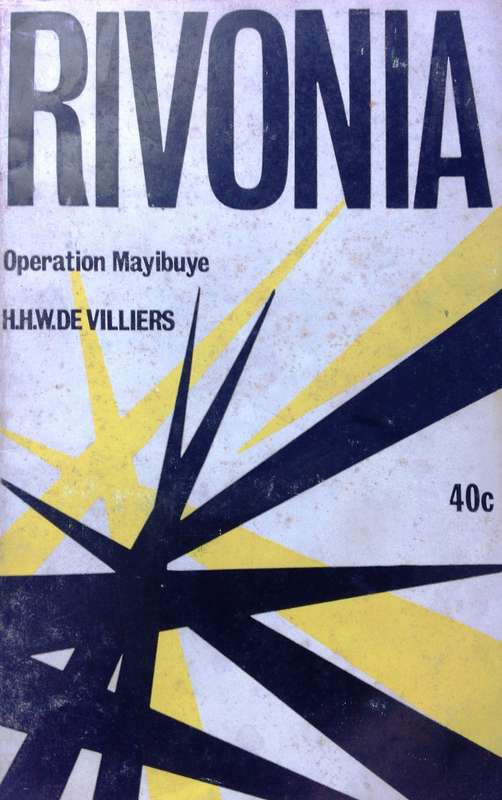 RIVONIA
Operation Mayibuye
H.H.W.DE VILLIERS
40c